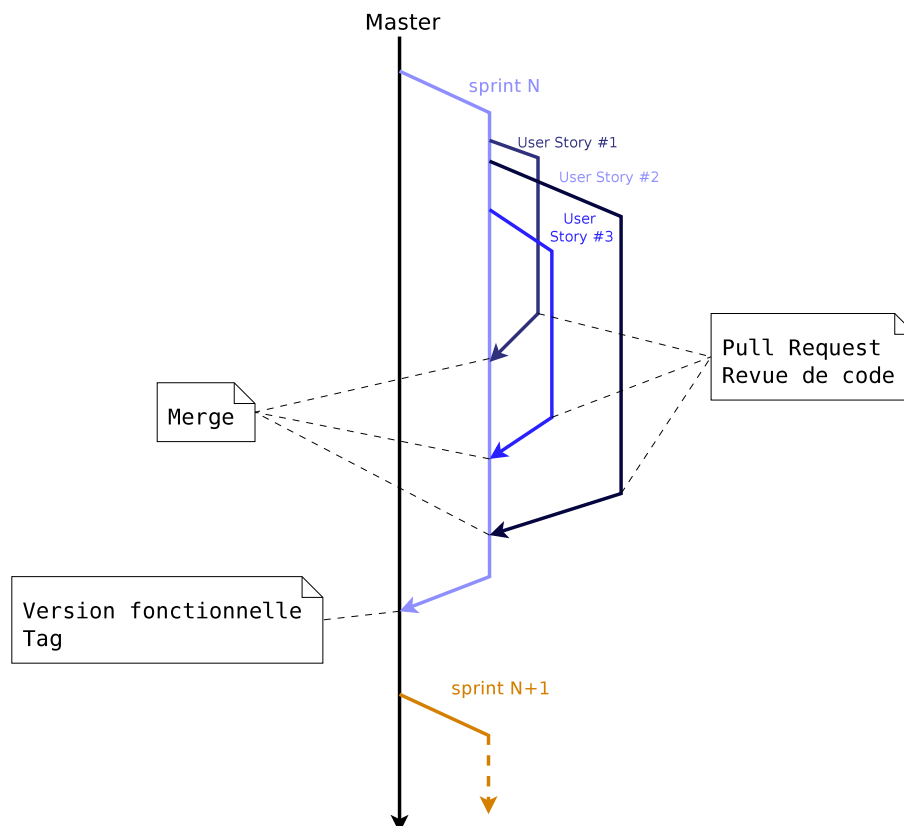 Master
sprint N
User Story #1
User Story #2
User
Story #3
Pull Request
Revue de code
Merge
Version fonctionnelle
Tag
sprint N+1